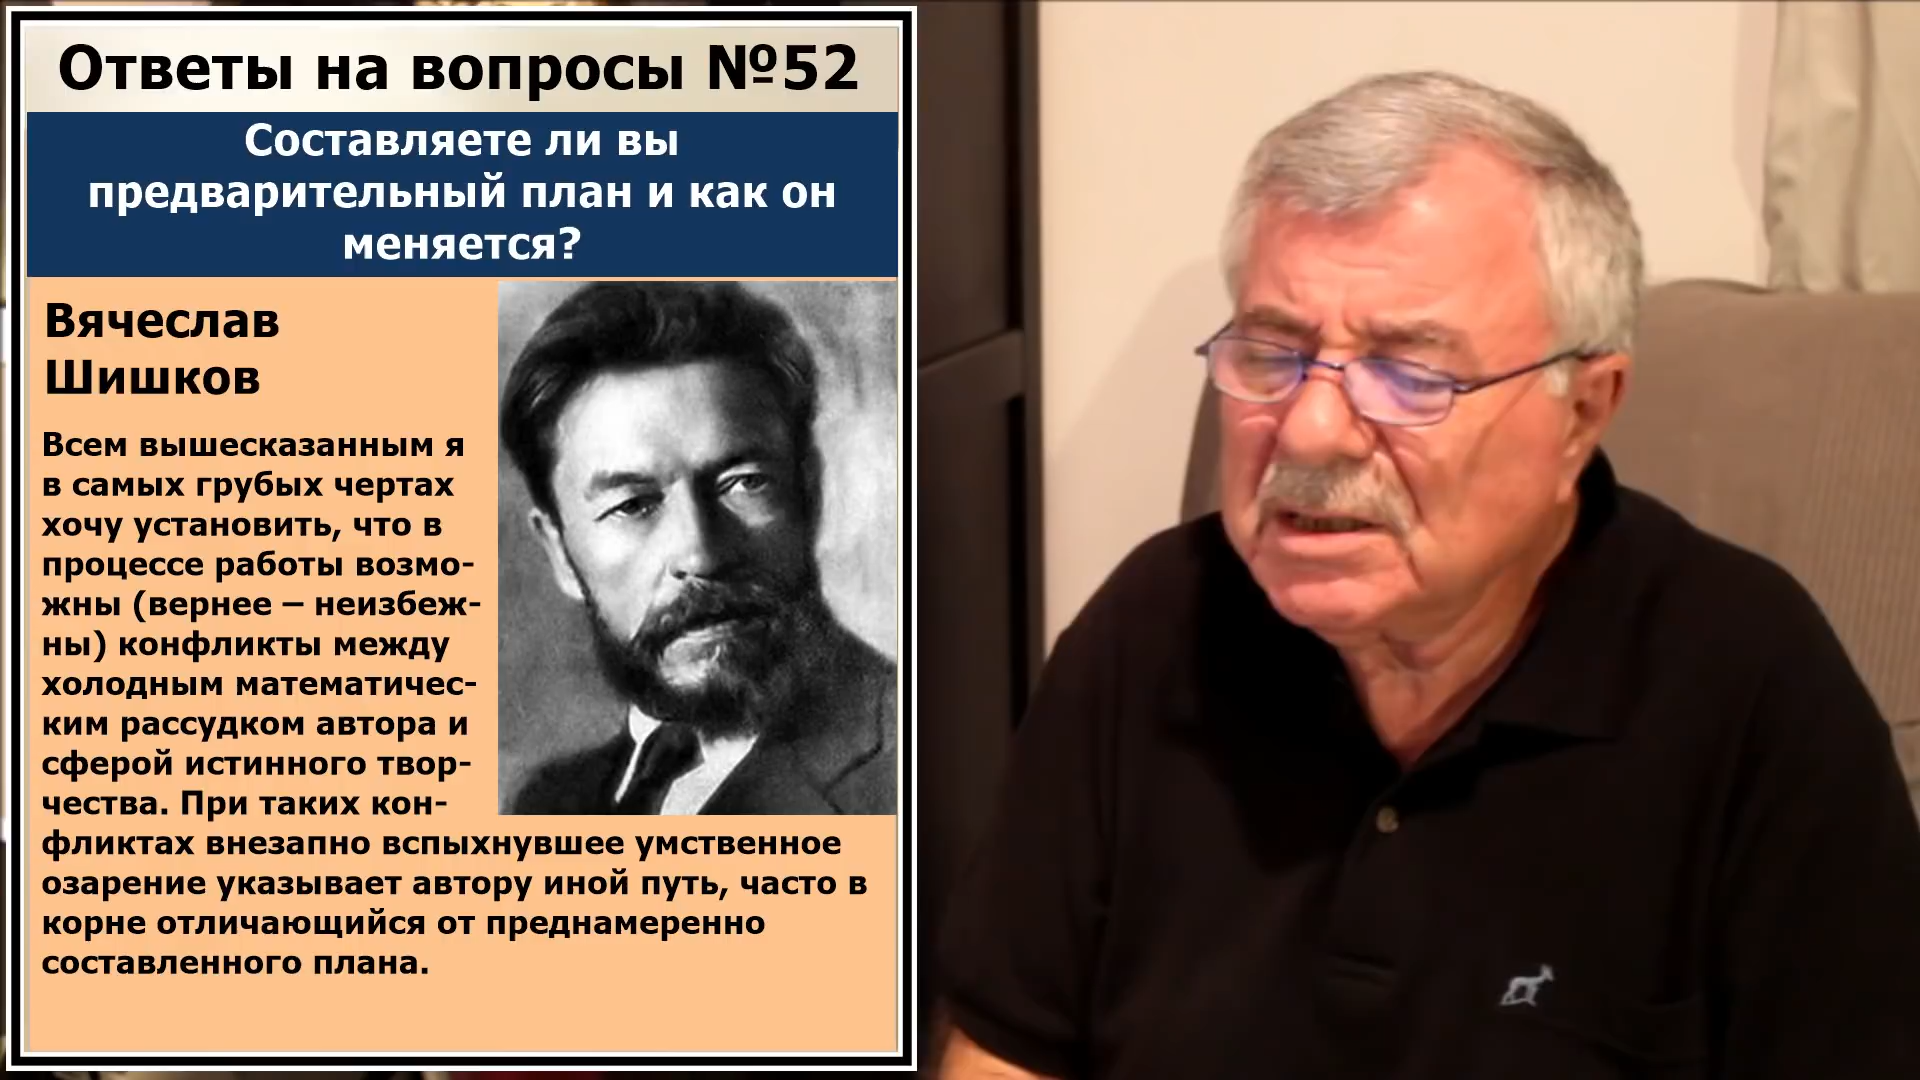 Ответы на вопросы №52
Составляете ли вы
предварительный план и как он
меняется?
Вячеслав
Шишков
Всем вышесказанным я
в самых грубых чертах
хочу установить, что в
процессе работы возмо-
жны (вернее – неизбеж-
ны) конфликты между
холодным математичес-
ким рассудком автора и
сферой истинного твор-
чества. При таких кон-
фликтах внезапно вспыхнувшее умственное
озарение указывает автору иной путь, часто в
корне отличающийся от преднамеренно
составленного плана.